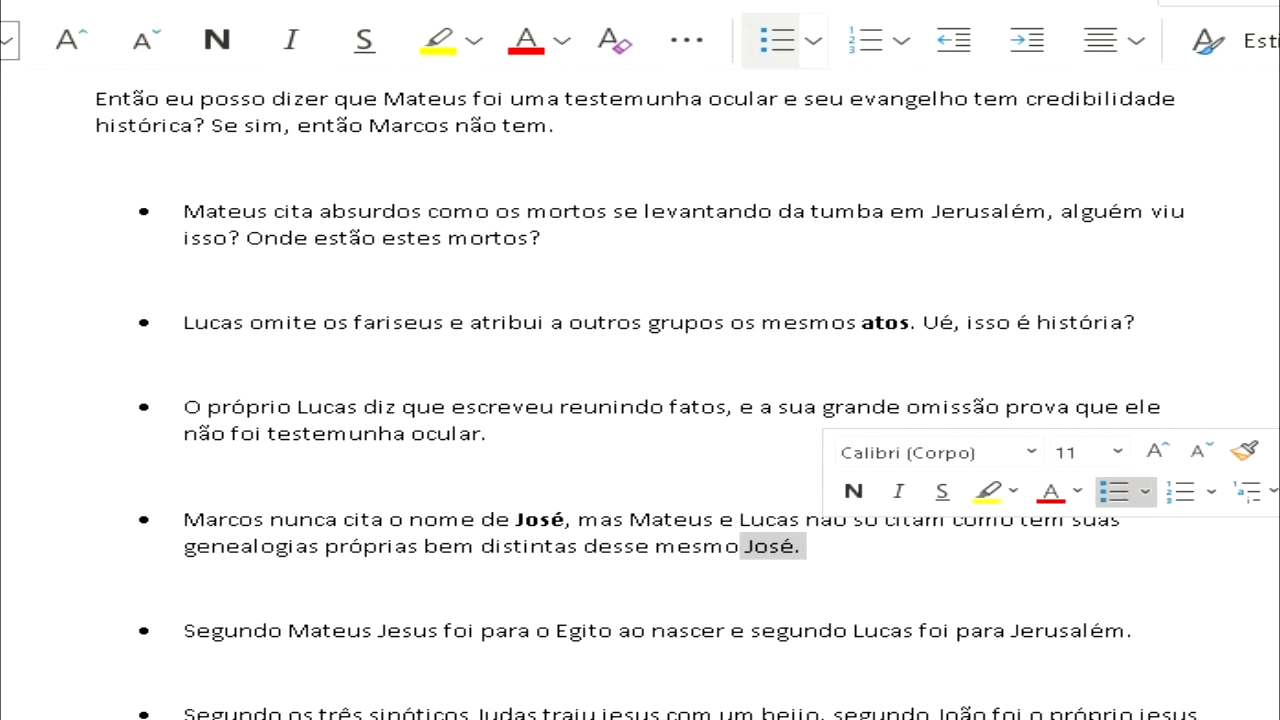 N I S A Esti
Então eu posso dizer que Mateus foi uma testemunha ocular e seu evangelho tem credibilidade
histórica? Se sim, então Marcos não tem.
• Mateus cita absurdos como os mortos se levantando da tumba em Jerusalém, alguém viu
isso? Onde estão estes mortos?
• Lucas omite os fariseus e atribui a outros grupos os mesmos atos. Ué, isso é história?
• O próprio Lucas diz que escreveu reunindo fatos, e a sua grande omissão prova que ele
não foi testemunha ocular.
Calibri (Corpo) 11
N I S A
• Marcos nunca cita o nome de José, mas Mateus e Lucas não só citam como tem suas
genealogias próprias bem distintas desse mesmo José.
• Segundo Mateus Jesus foi para o Egito ao nascer e segundo Lucas foi para Jerusalém.
• Segundo os três sinóticos Judas traiu jesus com um beijo, segundo João foi o próprio jesus